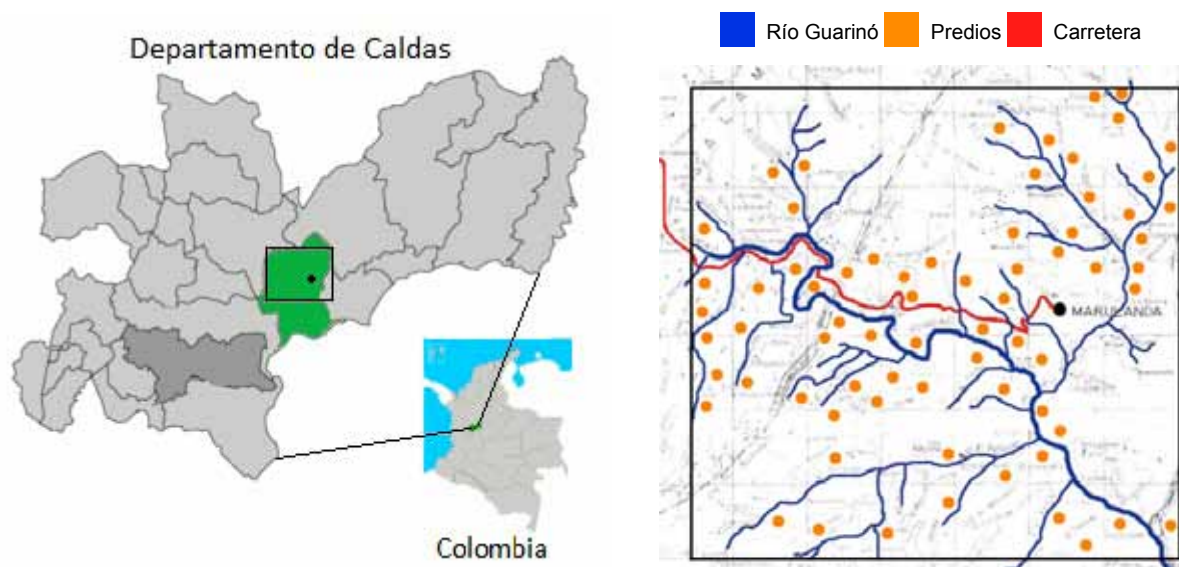 Departamento de Caldas
Colombia
Río Guarinó
Predios
Carretera
MARULANDA